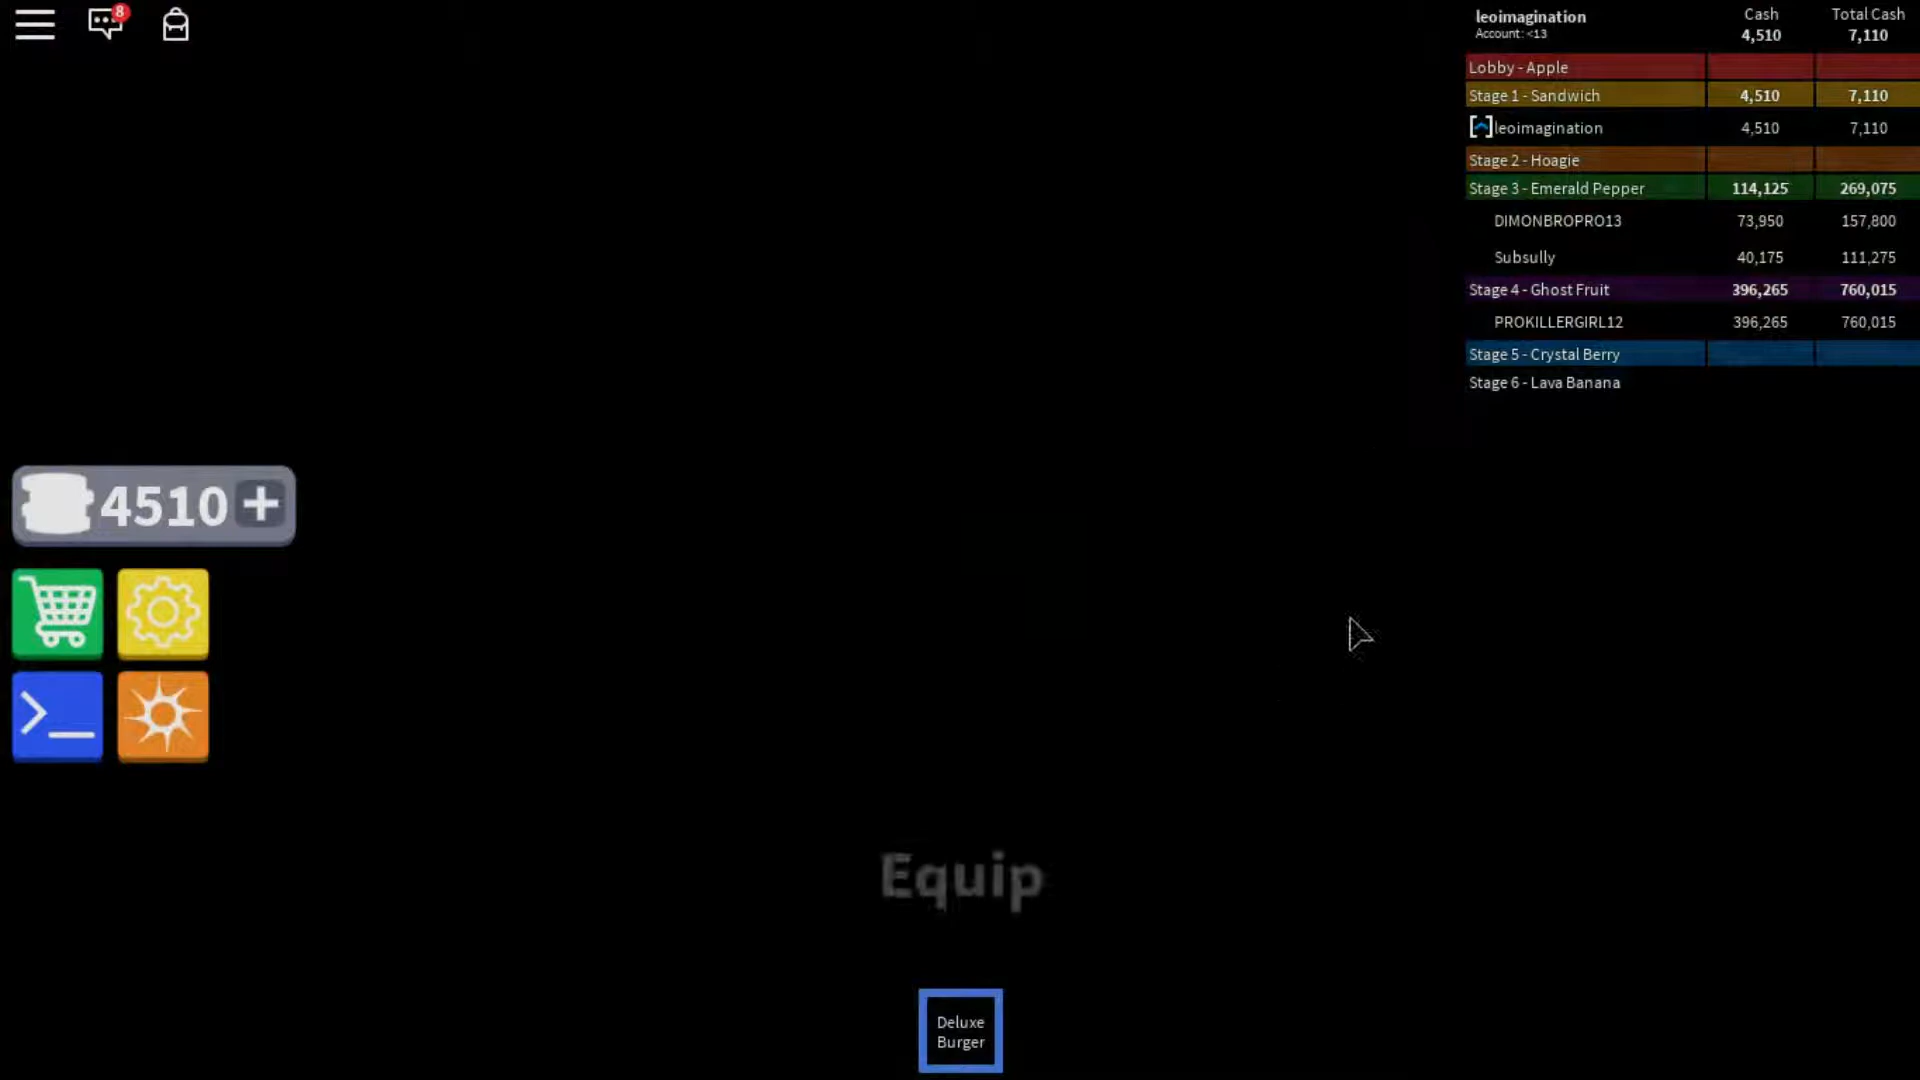 8
leoimagination Cash Total Cash
Account: <13 4,510 7,110
Lobby - Apple
Stage 1 - Sandwich 4,510 7,110
leoimagination 4,510 7,110
Stage 2 - Hoagie
Stage 3 - Emerald Pepper 114,125 269,075
DIMONBROPRO13 73,950 157,800
Subsully 40,175 111,275
Stage 4 - Ghost Fruit 396,265 760,015
PROKILLERGIRL12 396,265 760,015
Stage 5 - Crystal Berry
Stage 6 - Lava Banana
4510 +
Equip
Deluxe
Burger